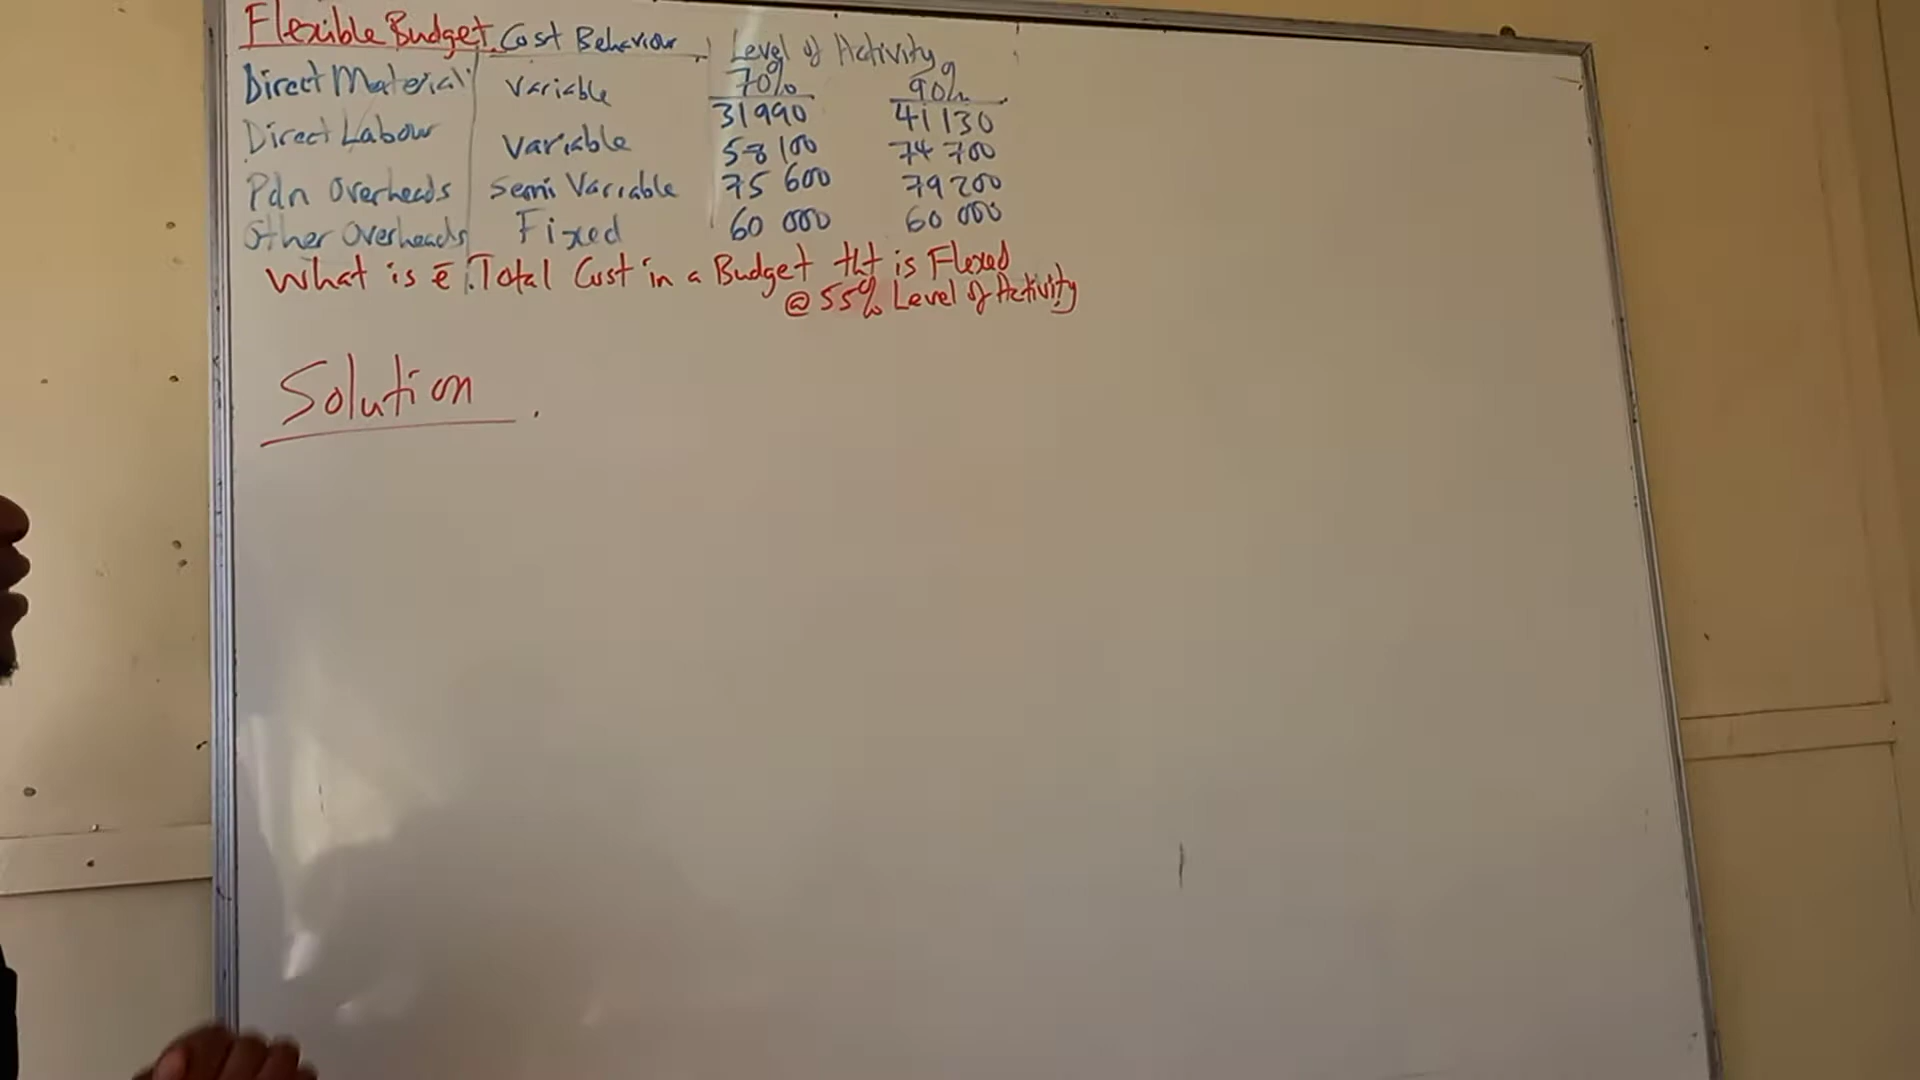 Flexible Budget Cost Behaviour Level of Activity
70% 90%
Direct Material Variable 31990 41130
Direct Labour Variable 58100 74 700
Pdn Overheads Semi Variable 75 600 79200
Other Overheads Fixed 60 000 60 000
What is ē Total Cost in a Budget tht is Flexed
@ 55% Level of Activity
Solution